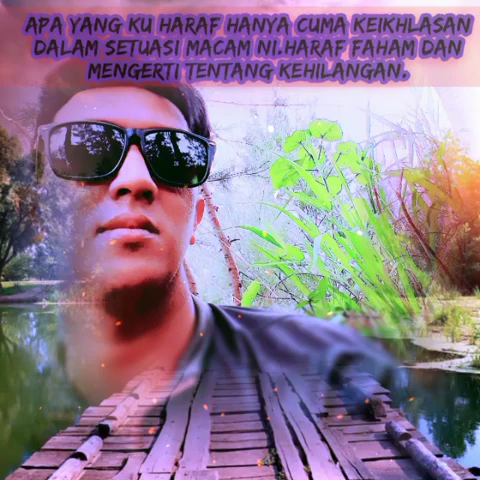 APA YANG KU HARAF HANYA CUMA KEIKHLASAN
DALAM SETUASI MACAM NI.HARAF FAHAM DAN
MENGERTI TENTANG KEHILANGAN.